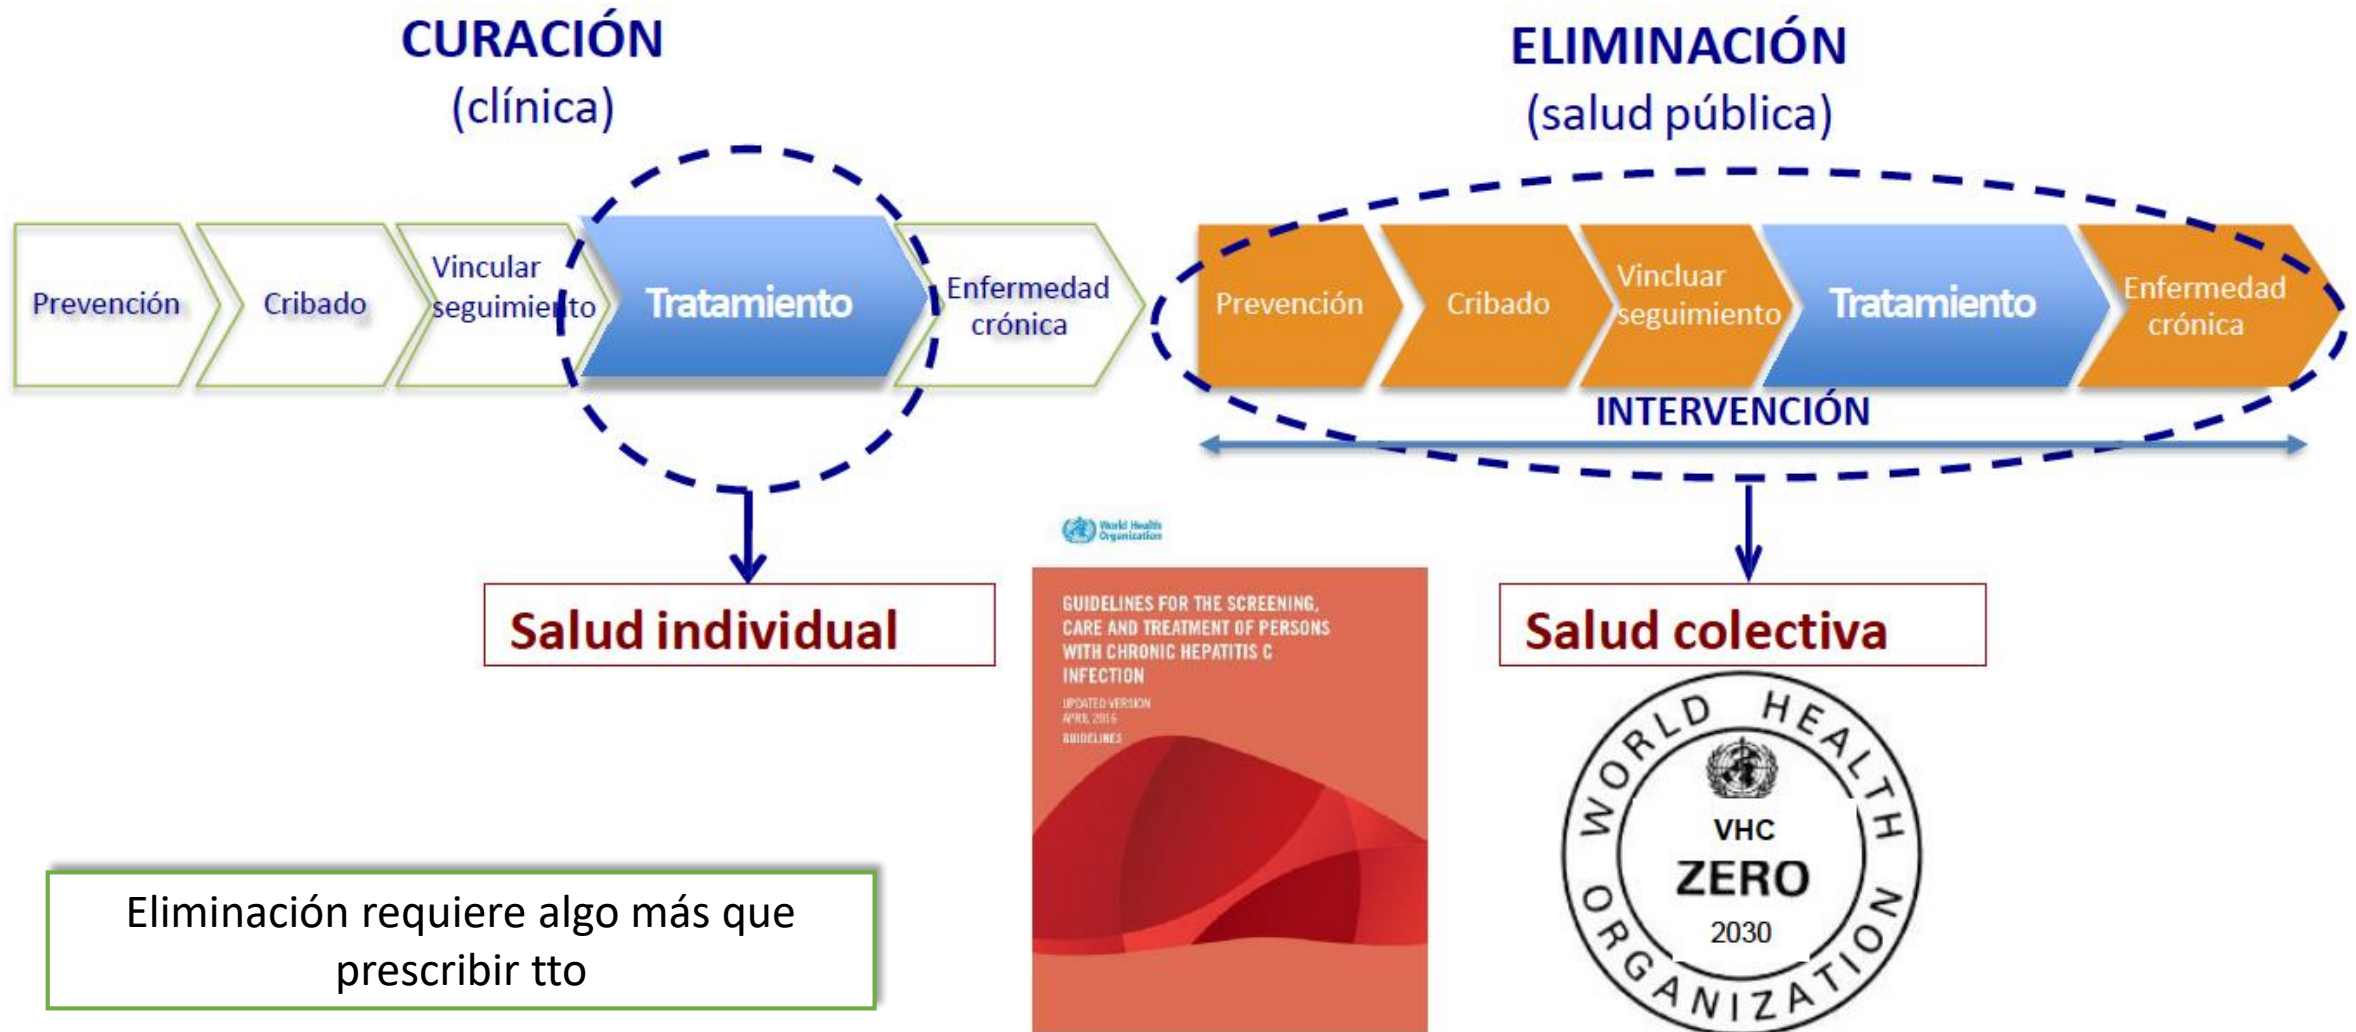 CURACIÓN
(clínica)
Prevención
Cribado
Vincular
seguimiento
Tratamiento
Enfermedad
crónica
Salud individual
ELIMINACIÓN
(salud pública)
Prevención
Cribado
Vincluar
seguimiento
Tratamiento
Enfermedad
crónica
INTERVENCIÓN
Salud colectiva
World Health
Organization
GUIDELINES FOR THE SCREENING,
CARE AND TREATMENT OF PERSONS
WITH CHRONIC HEPATITIS C
INFECTION
UPDATED VERSION
APRIL 2016
GUIDELINES
WORLD HEALTH
ORGANIZATION
VHC
ZERO
2030
Eliminación requiere algo más que
prescribir tto